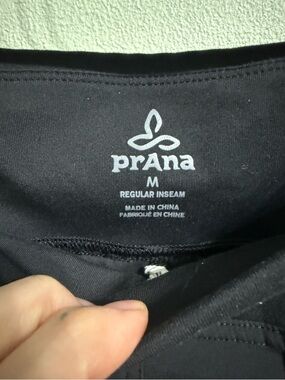 prAna
M
REGULAR INSEAM
MADE IN CHINA
FABRIQUÉ EN CHINE